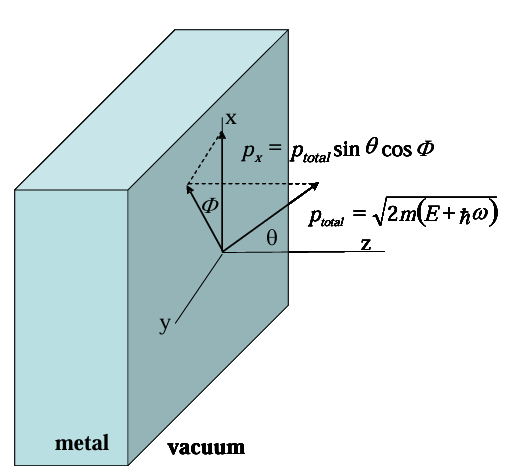 x
p_x = p_total sin θ cos Φ
Φ
p_total = √2m(E + ħω)
θ
z
y
metal
vacuum